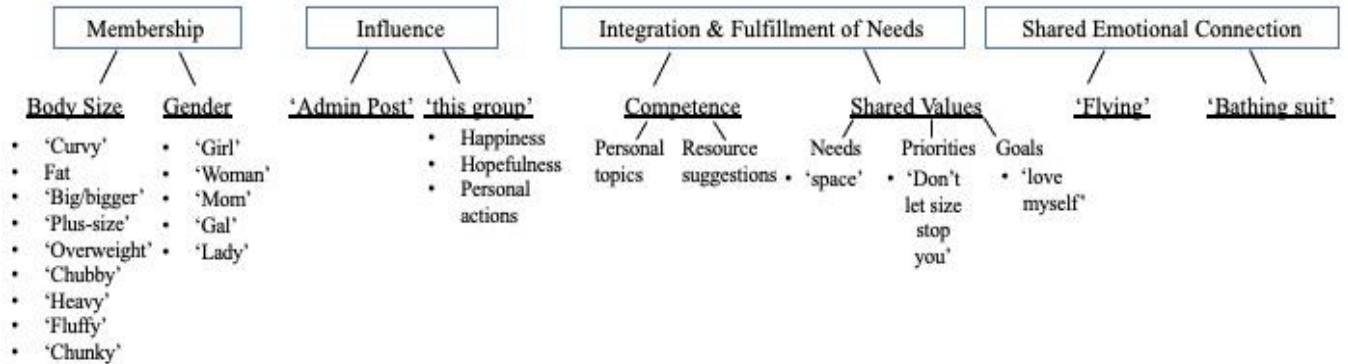 Membership
Influence
Integration & Fulfillment of Needs
Shared Emotional Connection
Body Size
Gender
‘Admin Post’
‘this group’
Competence
Shared Values
‘Flying’
‘Bathing suit’
• ‘Curvy’
• Fat
• ‘Big/bigger’
• ‘Plus-size’
• ‘Overweight’
• ‘Chubby’
• ‘Heavy’
• ‘Fluffy’
• ‘Chunky’
• ‘Girl’
• ‘Woman’
• ‘Mom’
• ‘Gal’
• ‘Lady’
• Happiness
• Hopefulness
• Personal
actions
Personal
topics
Resource
suggestions
Needs
• ‘space’
Priorities
• ‘Don’t
let size
stop
you’
Goals
• ‘love
myself’